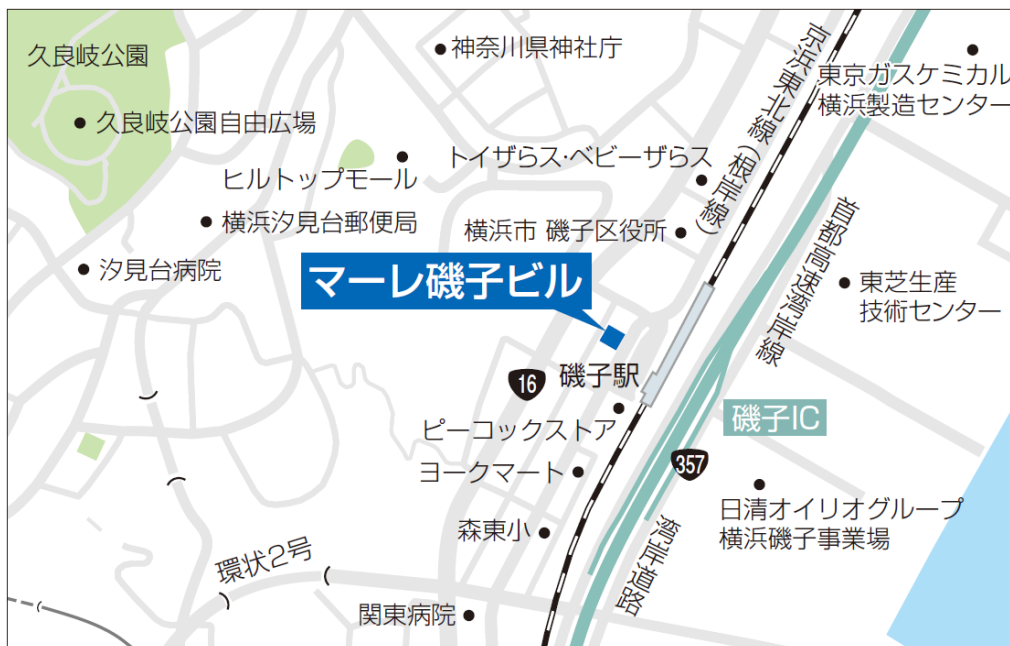 久良岐公園
神奈川県神社庁
京浜東北線(根岸線)
東京ガスケミカル
横浜製造センター
久良岐公園自由広場
トイザらス・ベビーザらス
ヒルトップモール
横浜汐見台郵便局
横浜市 磯子区役所
首都高速湾岸線
汐見台病院
マーレ磯子ビル
東芝生産
技術センター
16
磯子駅
磯子IC
ピーコックストア
ヨークマート
357
日清オイリオグループ
横浜磯子事業場
森東小
湾岸道路
環状2号
関東病院